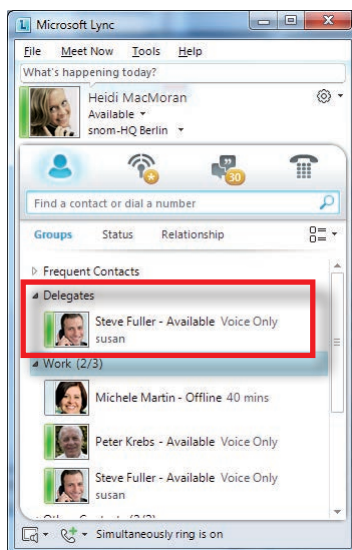 Microsoft Lync
File Meet Now Tools Help
What's happening today?
Heidi MacMoran
Available
snom-HQ Berlin
30
Find a contact or dial a number
Groups Status Relationship
Frequent Contacts
Delegates
Steve Fuller - Available Voice Only
susan
Work (2/3)
Michele Martin - Offline 40 mins
Peter Krebs - Available Voice Only
Steve Fuller - Available Voice Only
susan
Simultaneously ring is on